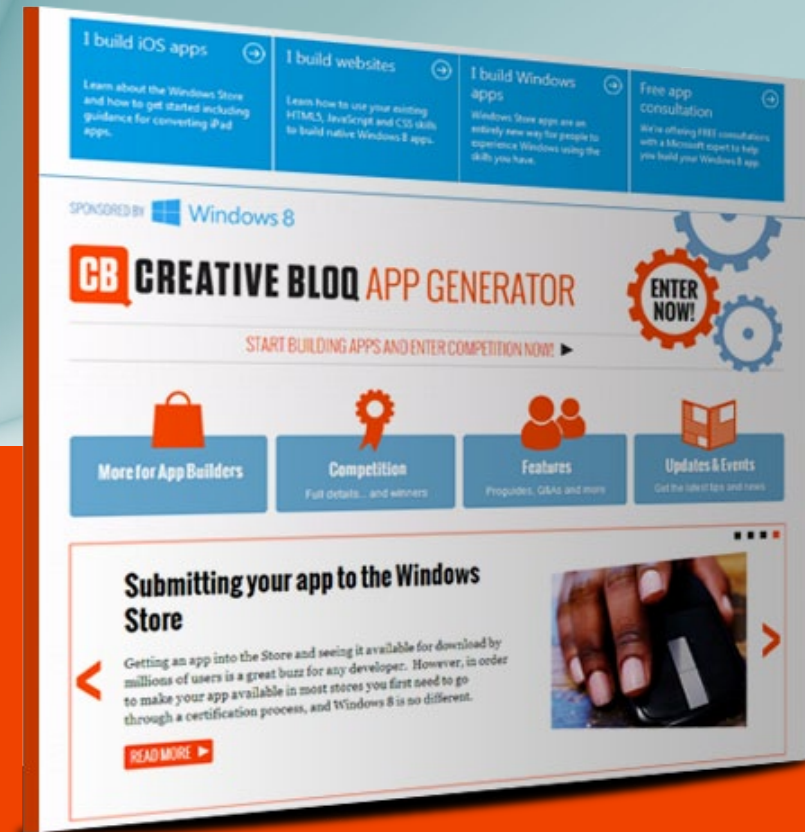 I build iOS apps
Learn about the Windows Store
and how to get started including
guidance for converting iPad
apps.
I build websites
Learn how to use your existing
HTML5, JavaScript and CSS skills
to build native Windows 8 apps.
I build Windows
apps
Windows Store apps are an
entirely new way for people to
experience Windows using the
skills you have.
Free app
consultation
We're offering FREE consultations
with a Microsoft expert to help
you build your Windows 8 app.
SPONSORED BY Windows 8
CB CREATIVE BLOQ APP GENERATOR
ENTER
NOW!
START BUILDING APPS AND ENTER COMPETITION NOW!
More for App Builders
Competition
Full details... and winners
Features
Proguides, Q&As and more
Updates & Events
Get the latest tips and news
Submitting your app to the Windows
Store
Getting an app into the Store and seeing it available for download by
millions of users is a great buzz for any developer. However, in order
to make your app available in most stores you first need to go
through a certification process, and Windows 8 is no different.
READ MORE